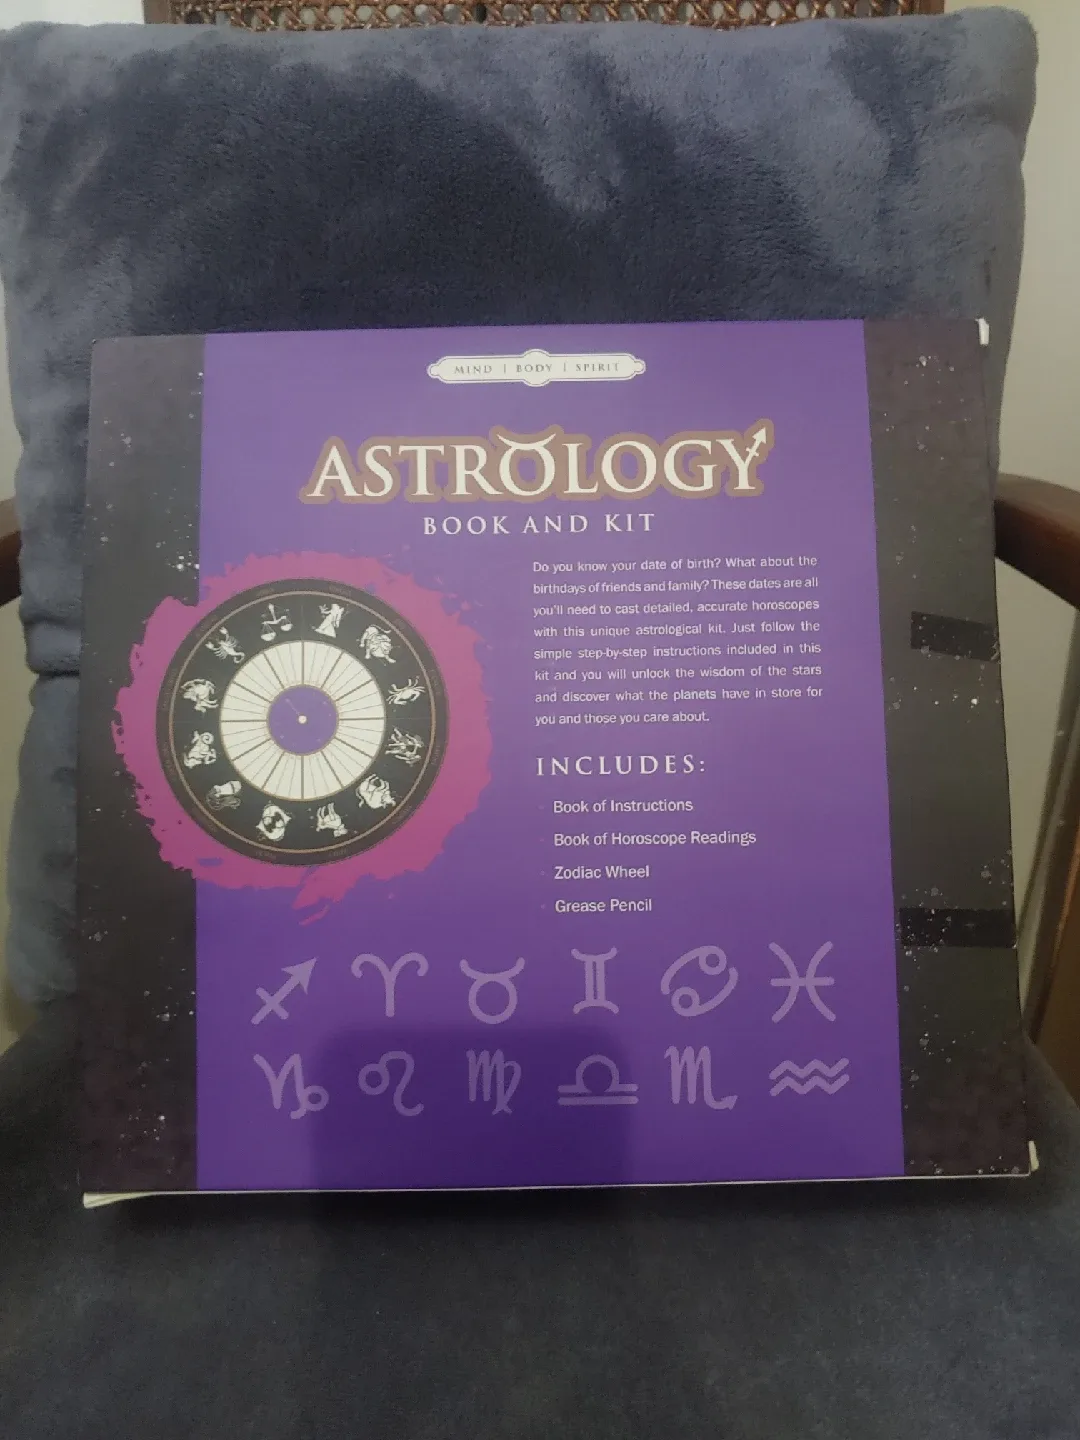 MIND | BODY | SPIRIT
ASTROLOGY
BOOK AND KIT
Do you know your date of birth? What about the
birthdays of friends and family? These dates are all
you'll need to cast detailed, accurate horoscopes
with this unique astrological kit. Just follow the
simple step-by-step instructions included in this
kit and you will unlock the wisdom of the stars
and discover what the planets have in store for
you and those you care about.
INCLUDES:
Book of Instructions
Book of Horoscope Readings
Zodiac Wheel
Grease Pencil